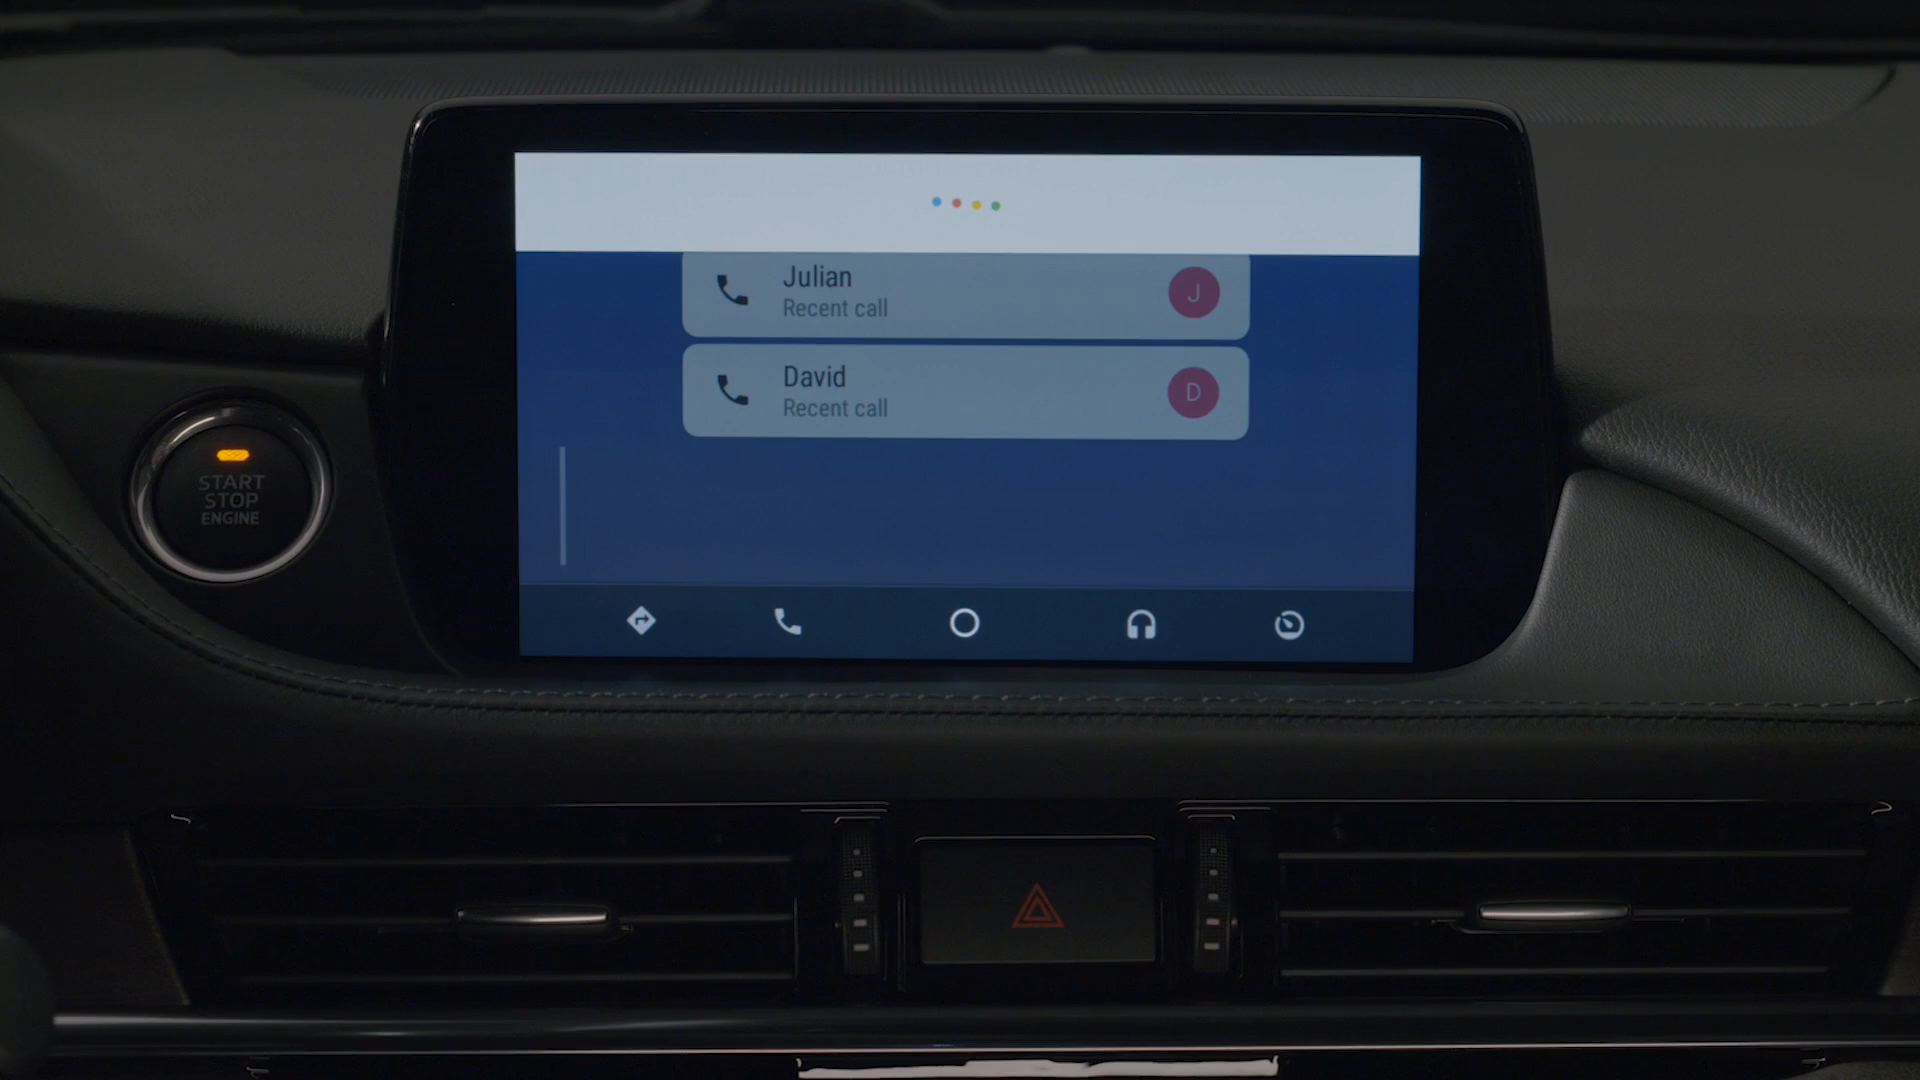 Julian
Recent call
J
David
Recent call
D
START
STOP
ENGINE